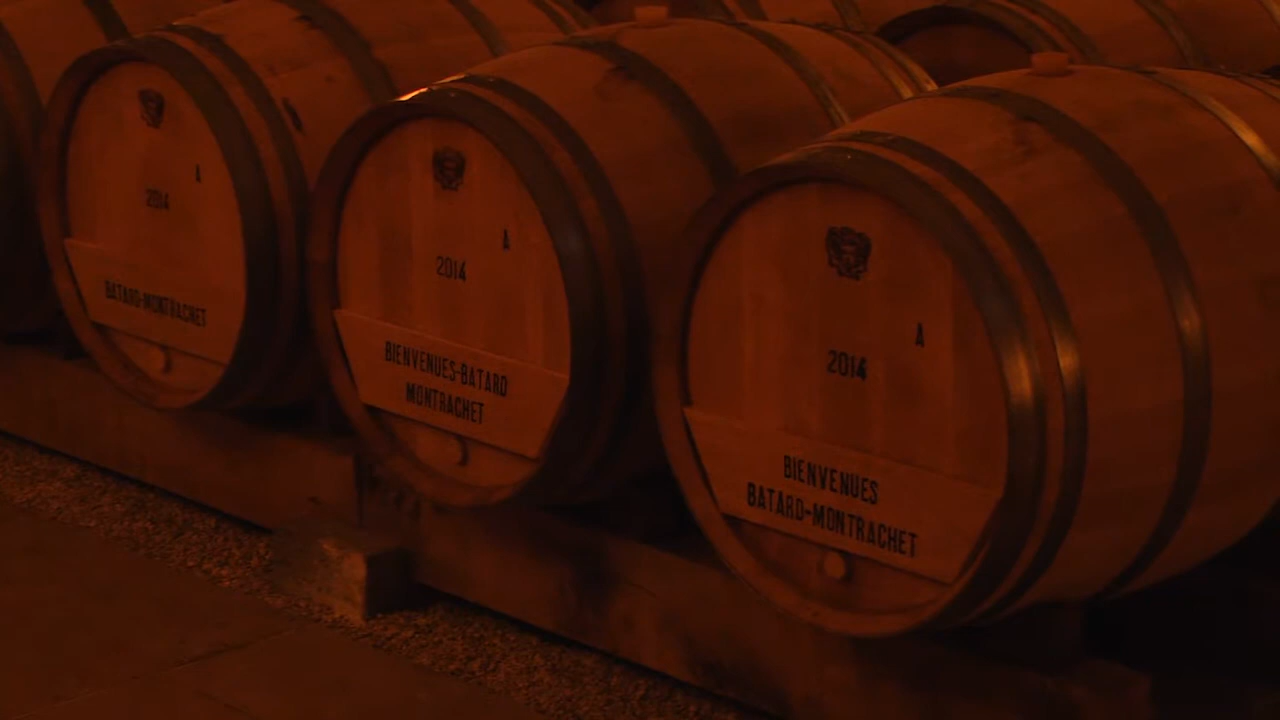 A
2014
BATARD-MONTRACHET
A
2014
BIENVENUES-BATARD
MONTRACHET
A
2014
BIENVENUES
BATARD-MONTRACHET